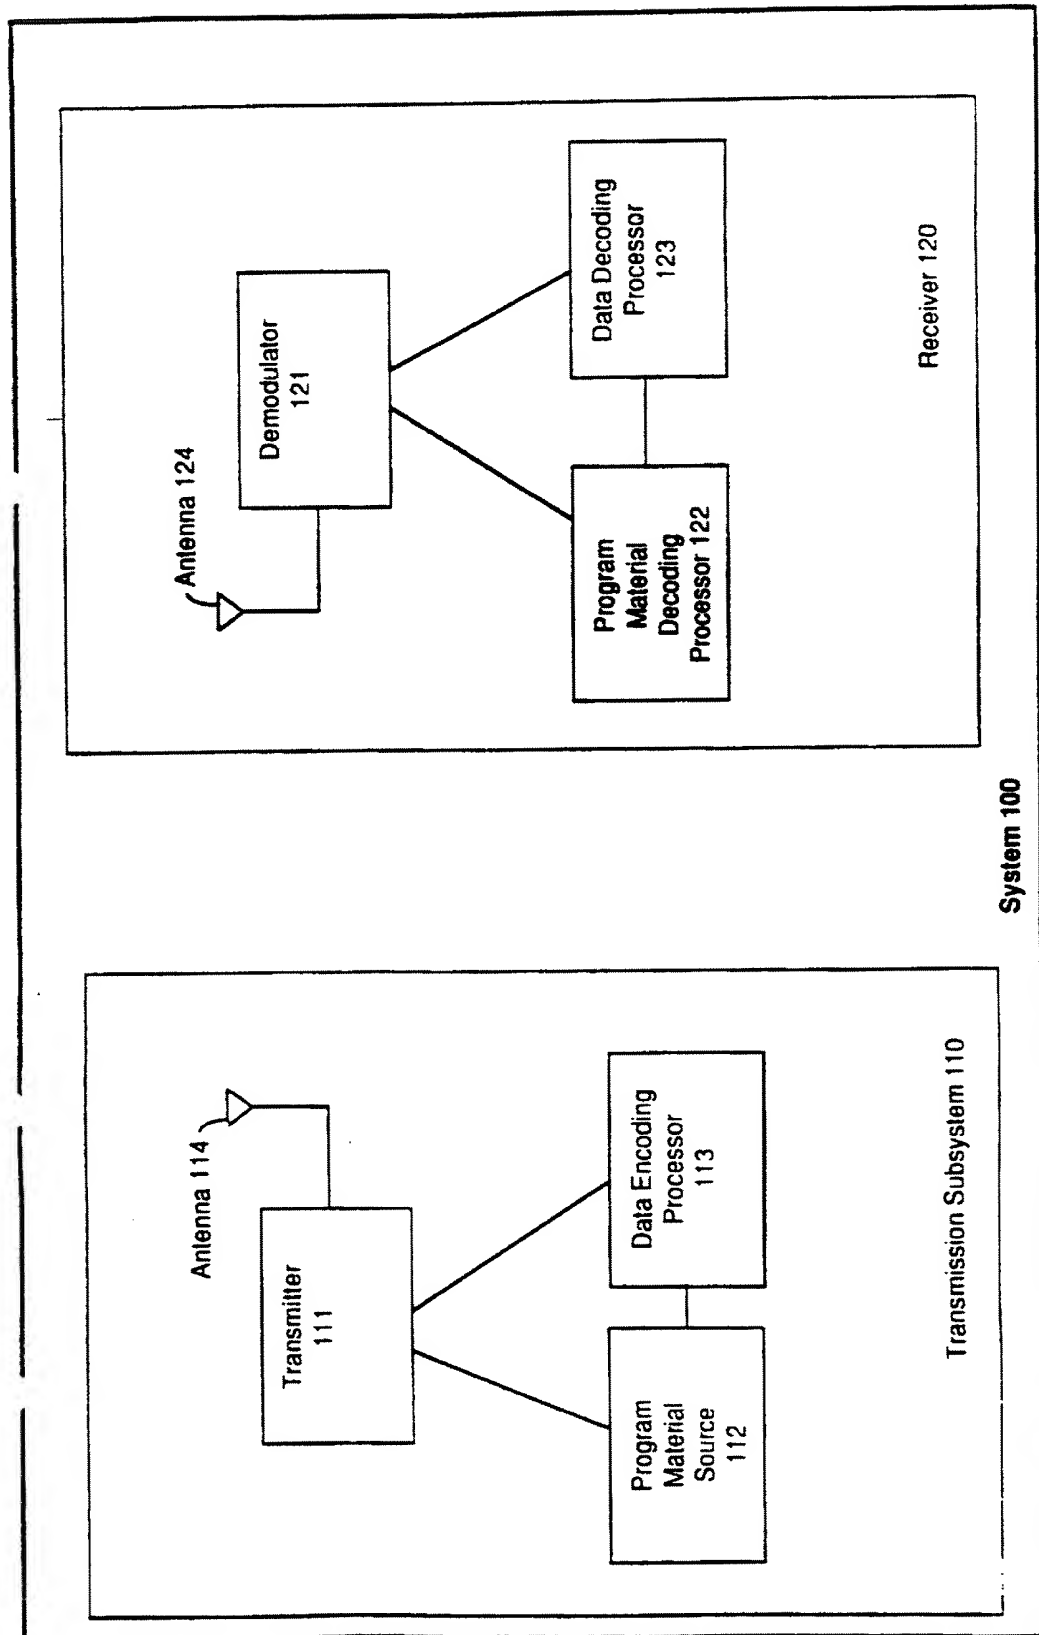 Antenna 114
Transmitter
111
Program
Material
Source
112
Data Encoding
Processor
113
Transmission Subsystem 110
Antenna 124
Demodulator
121
Program
Material
Decoding
Processor 122
Data Decoding
Processor
123
Receiver 120
System 100